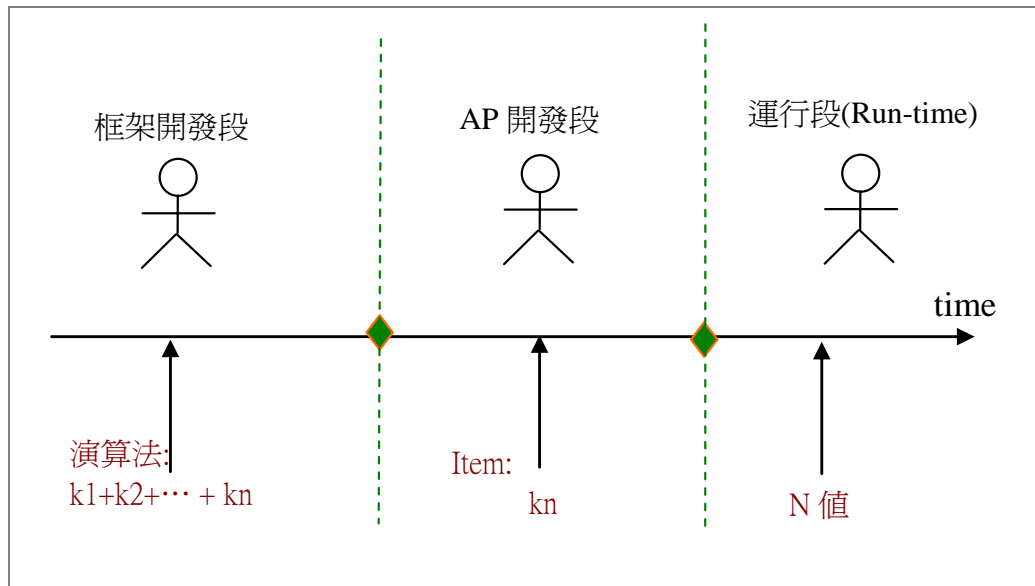 框架開發段
AP 開發段
運行段(Run-time)
time
演算法:
k1+k2+⋯ + kn
Item:
kn
N 值